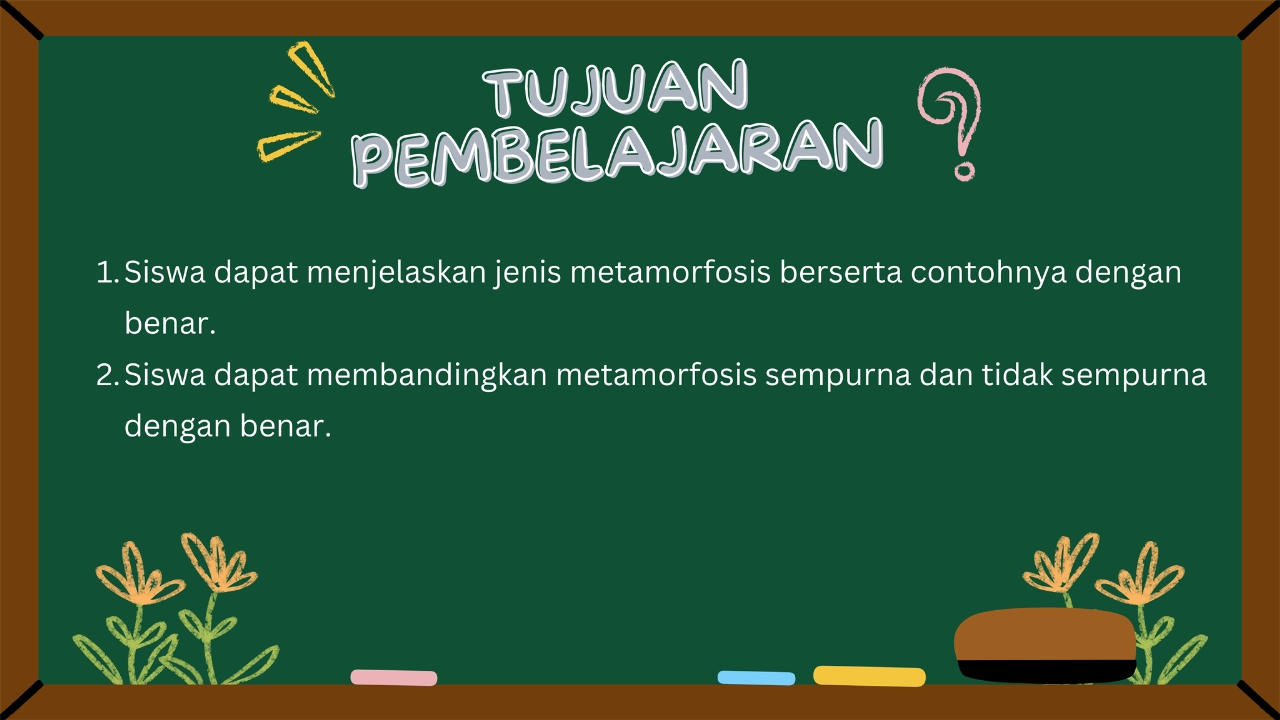 TUJUAN
PEMBELAJARAN
1. Siswa dapat menjelaskan jenis metamorfosis berserta contohnya dengan
benar.
2. Siswa dapat membandingkan metamorfosis sempurna dan tidak sempurna
dengan benar.